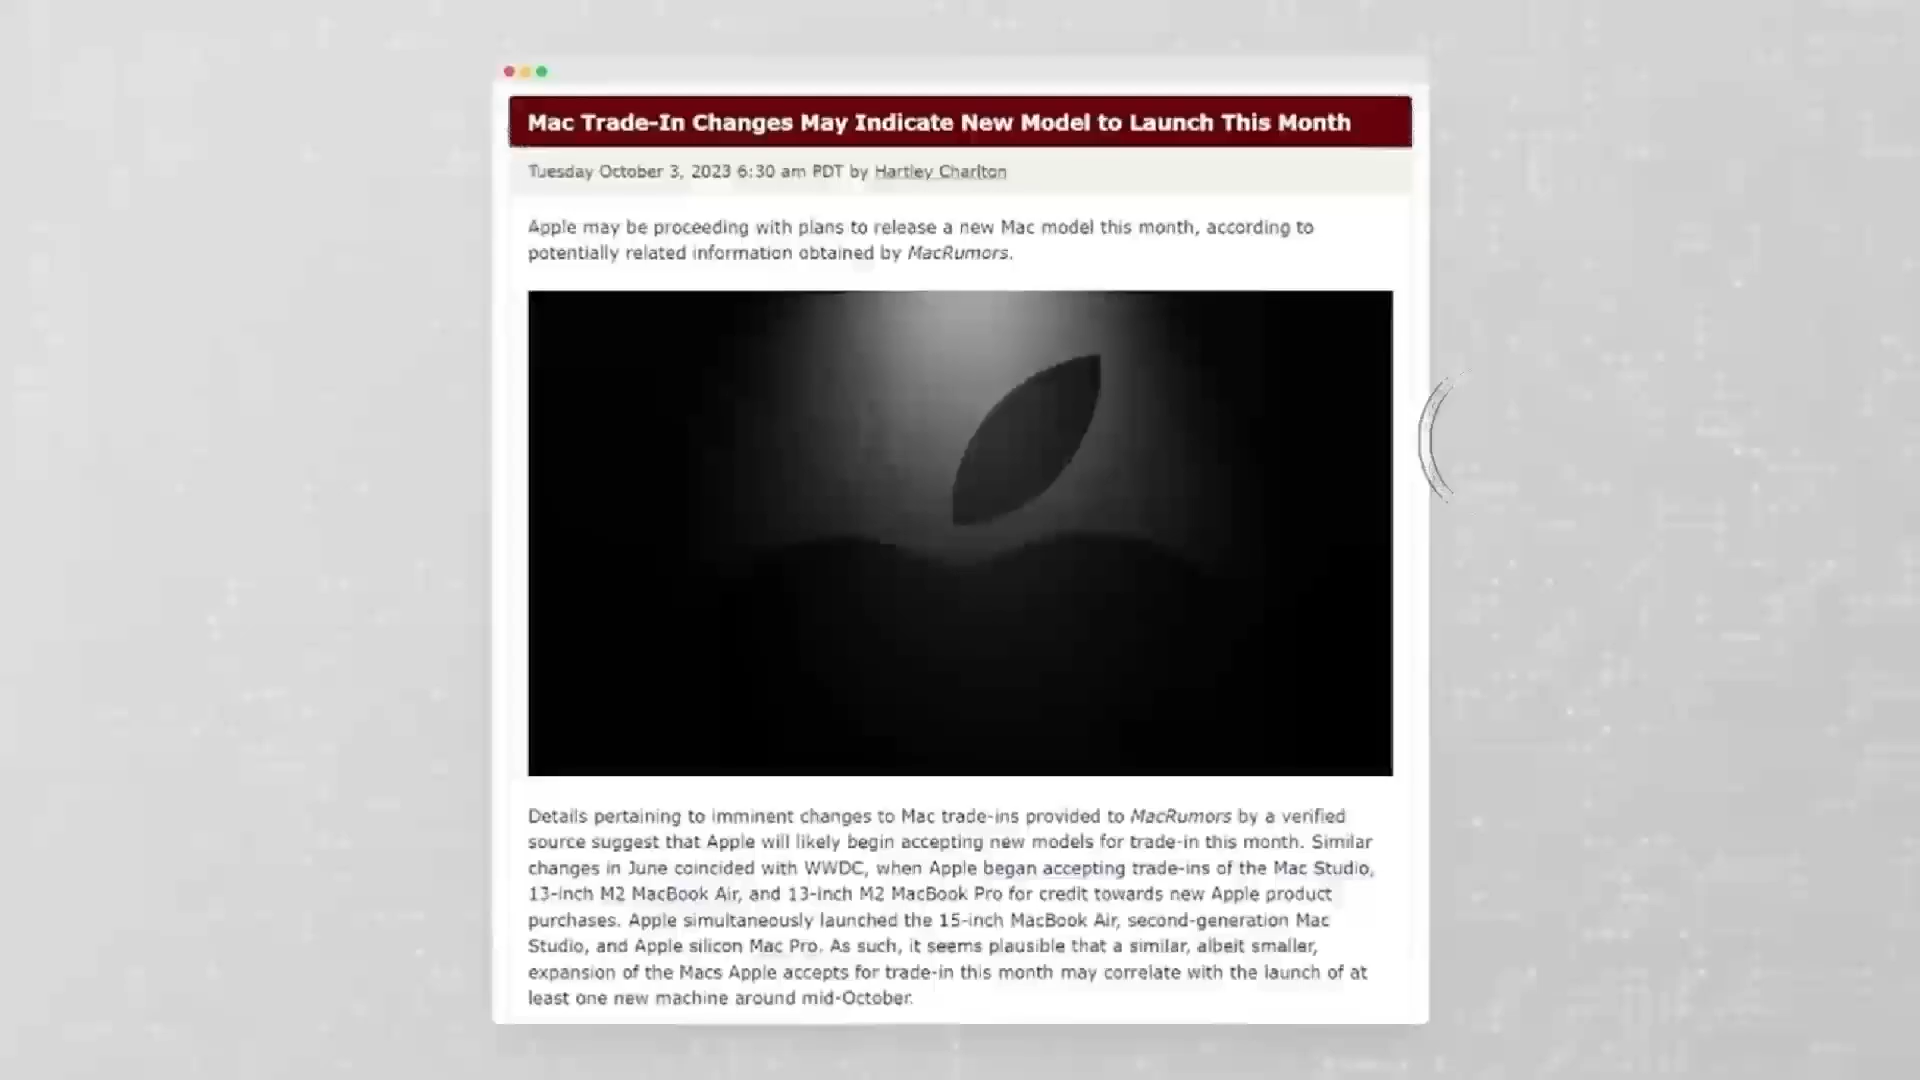 Mac Trade-In Changes May Indicate New Model to Launch This Month
Tuesday October 3, 2023 6:30 am PDT by Hartley Charlton
Apple may be proceeding with plans to release a new Mac model this month, according to
potentially related information obtained by MacRumors.
Details pertaining to imminent changes to Mac trade-ins provided to MacRumors by a verified
source suggest that Apple will likely begin accepting new models for trade-in this month. Similar
changes in June coincided with WWDC, when Apple began accepting trade-ins of the Mac Studio,
13-inch M2 MacBook Air, and 13-inch M2 MacBook Pro for credit towards new Apple product
purchases. Apple simultaneously launched the 15-inch MacBook Air, second-generation Mac
Studio, and Apple silicon Mac Pro. As such, it seems plausible that a similar, albeit smaller,
expansion of the Macs Apple accepts for trade-in this month may correlate with the launch of at
least one new machine around mid-October.